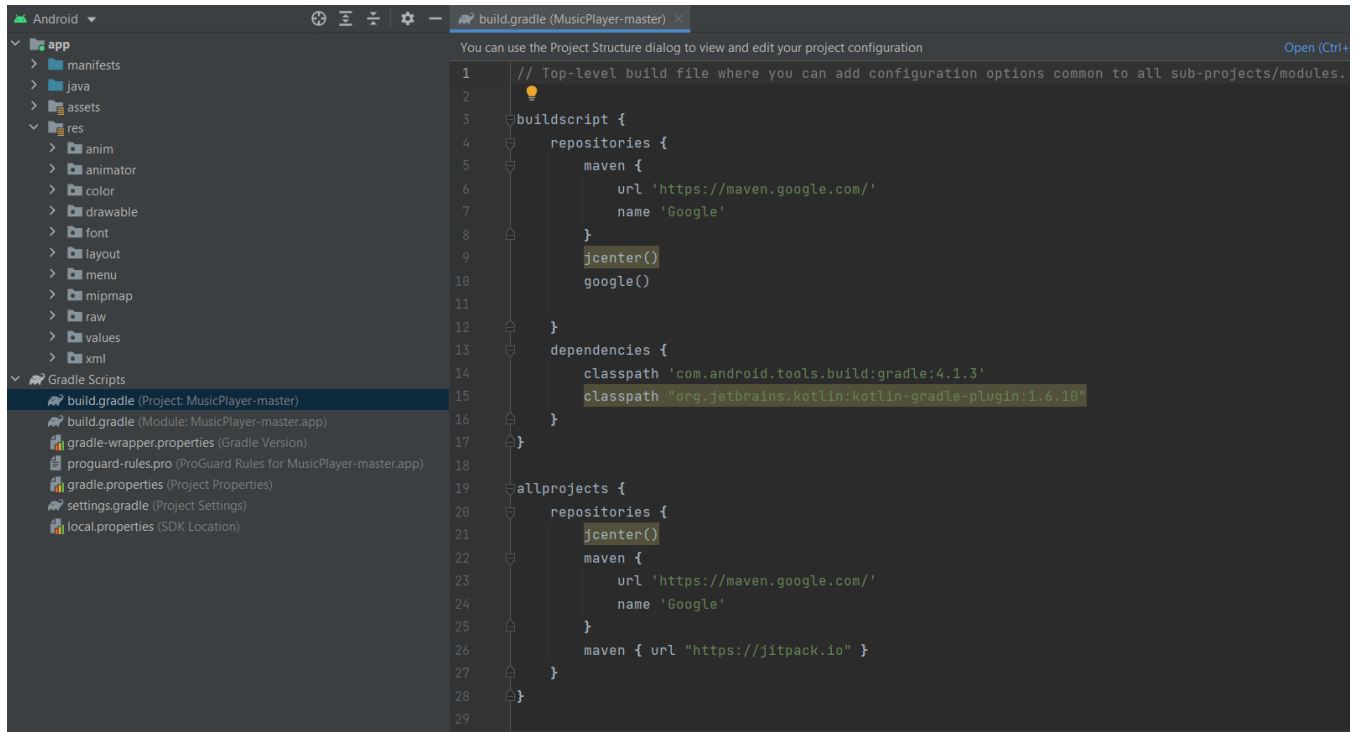 Android
build.gradle (MusicPlayer-master)
app
manifests
java
assets
res
anim
animator
color
drawable
font
layout
menu
mipmap
raw
values
xml
Gradle Scripts
build.gradle (Project: MusicPlayer-master)
build.gradle (Module: MusicPlayer-master.app)
gradle-wrapper.properties (Gradle Version)
proguard-rules.pro (ProGuard Rules for MusicPlayer-master.app)
gradle.properties (Project Properties)
settings.gradle (Project Settings)
local.properties (SDK Location)
You can use the Project Structure dialog to view and edit your project configuration Open (Ctrl+
1 // Top-level build file where you can add configuration options common to all sub-projects/modules.
2
3 buildscript {
4     repositories {
5         maven {
6             url 'https://maven.google.com/'
7             name 'Google'
8         }
9         jcenter()
10         google()
11
12     }
13     dependencies {
14         classpath 'com.android.tools.build:gradle:4.1.3'
15         classpath "org.jetbrains.kotlin:kotlin-gradle-plugin:1.6.10"
16     }
17 }
18
19 allprojects {
20     repositories {
21         jcenter()
22         maven {
23             url 'https://maven.google.com/'
24             name 'Google'
25         }
26         maven { url "https://jitpack.io" }
27     }
28 }
29